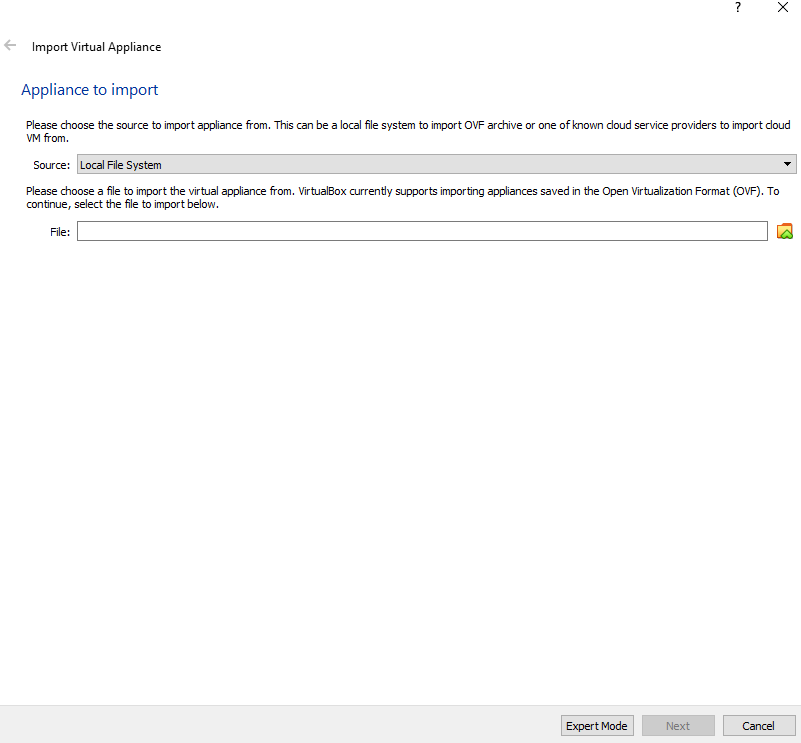 ?
Import Virtual Appliance
Appliance to import
Please choose the source to import appliance from. This can be a local file system to import OVF archive or one of known cloud service providers to import cloud
VM from.
Source: Local File System
Please choose a file to import the virtual appliance from. VirtualBox currently supports importing appliances saved in the Open Virtualization Format (OVF). To
continue, select the file to import below.
File:
Expert Mode Next Cancel